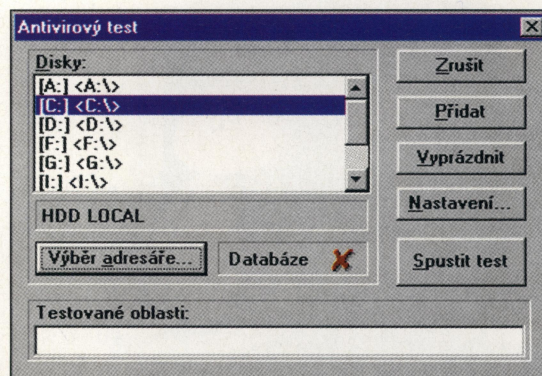 Antivirový test
Disky:
[A:] <A:\>
[C:] <C:\>
[D:] <D:\>
[F:] <F:\>
[G:] <G:\>
[I:] <I:\>
HDD LOCAL
Výběr adresáře...
Databáze
Zrušit
Přidat
Vyprázdnit
Nastavení...
Spustit test
Testované oblasti: